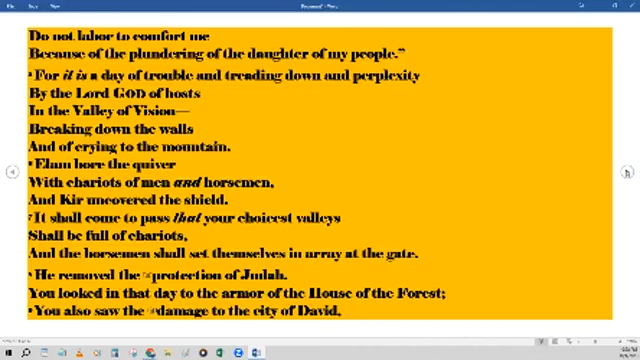 Do not labor to comfort me
Because of the plundering of the daughter of my people.”
For it is a day of trouble and treading down and perplexity
By the Lord GOD of hosts
In the Valley of Vision—
Breaking down the walls
And of crying to the mountain.
Elam bore the quiver
With chariots of men and horsemen,
And Kir uncovered the shield.
7 It shall come to pass that your choicest valleys
Shall be full of chariots,
And the horsemen shall set themselves in array at the gate.
He removed the protection of Judah.
You looked in that day to the armor of the House of the Forest;
You also saw the damage to the city of David,